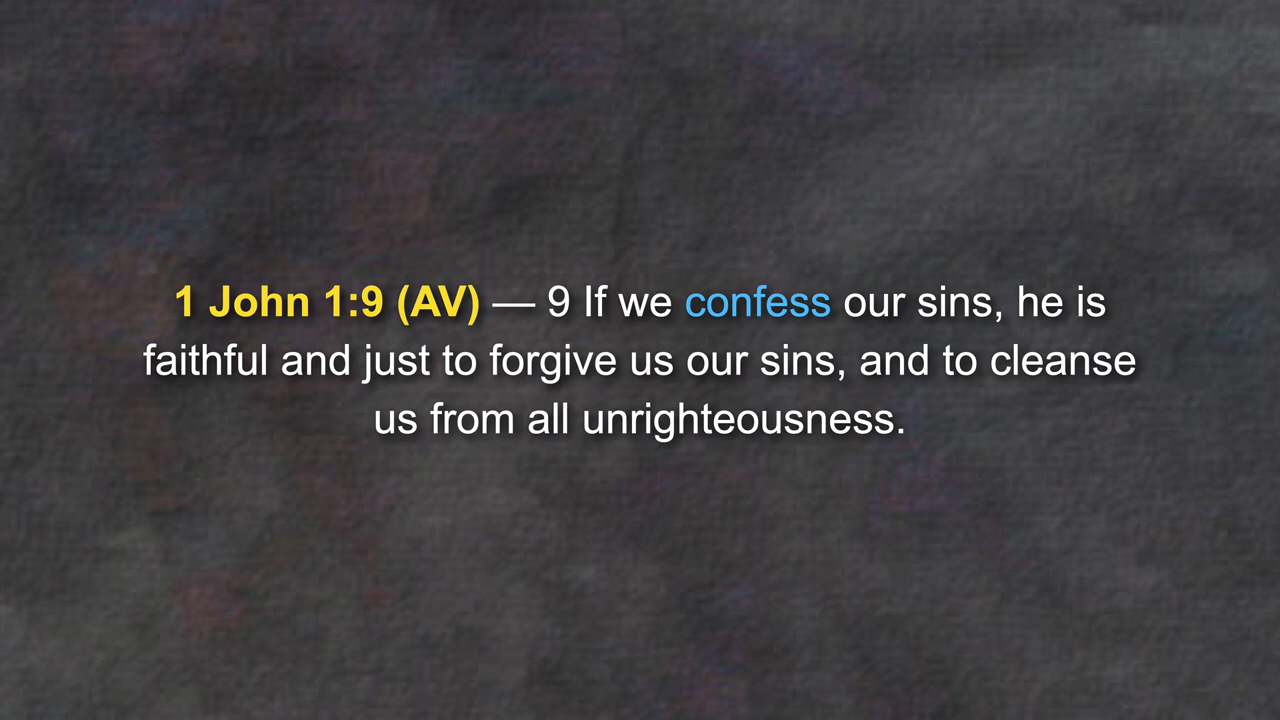 1 John 1:9 (AV) — 9 If we confess our sins, he is
faithful and just to forgive us our sins, and to cleanse
us from all unrighteousness.